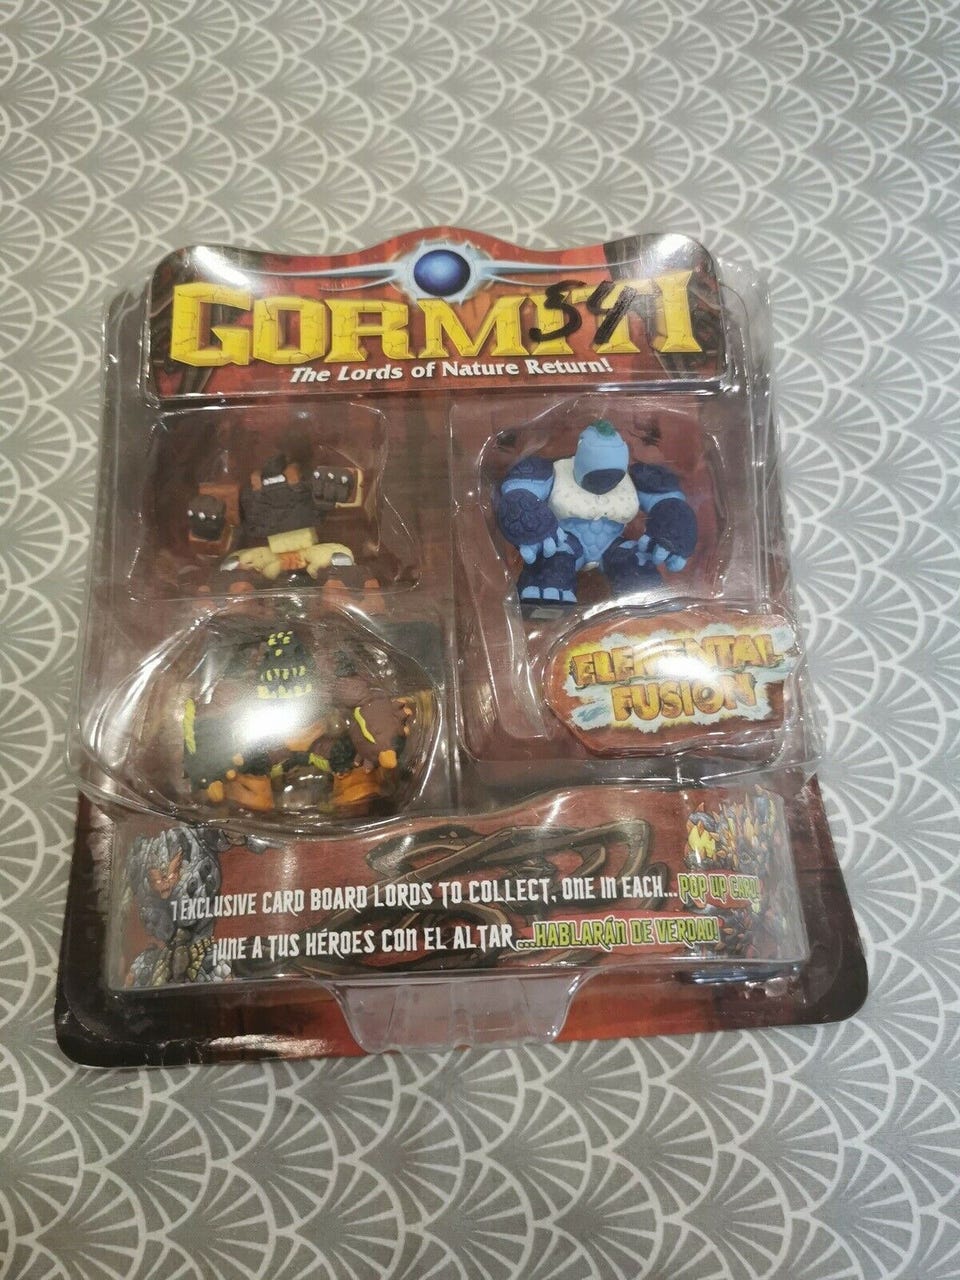 GORMITI
54
The Lords of Nature Return!
ELEMENTAL
FUSION
7 EXCLUSIVE CARD BOARD LORDS TO COLLECT, ONE IN EACH... POP UP CARD!
¡UNE A TUS HÉROES CON EL ALTAR ...HABLARÁN DE VERDAD!